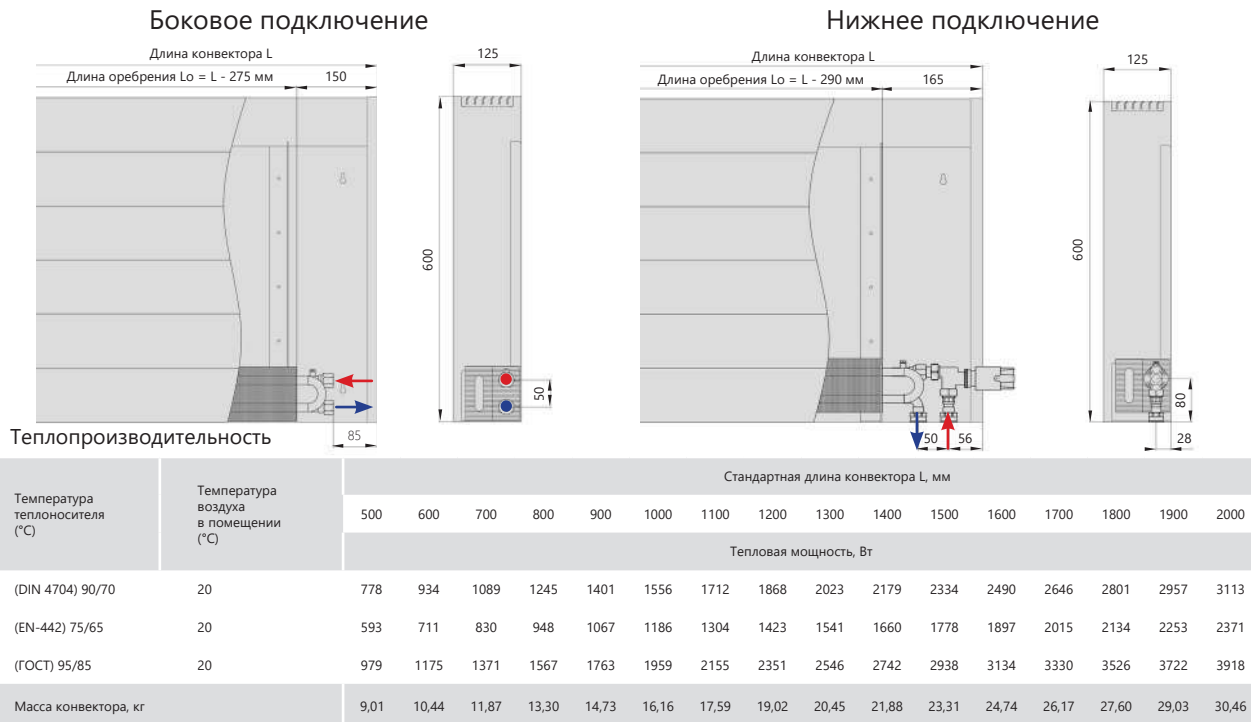 Боковое подключение
Длина конвектора L
Длина оребрения Lo = L - 275 мм
150
125
600
50
85
Нижнее подключение
Длина конвектора L
Длина оребрения Lo = L - 290 мм
165
125
600
50
56
80
28
Теплопроизводительность
Температура
теплоносителя
(°C)
Температура
воздуха
в помещении
(°C)
Стандартная длина конвектора L, мм
500 600 700 800 900 1000 1100 1200 1300 1400 1500 1600 1700 1800 1900 2000
Тепловая мощность, Вт
(DIN 4704) 90/70 20 778 934 1089 1245 1401 1556 1712 1868 2023 2179 2334 2490 2646 2801 2957 3113
(EN-442) 75/65 20 593 711 830 948 1067 1186 1304 1423 1541 1660 1778 1897 2015 2134 2253 2371
(ГОСТ) 95/85 20 979 1175 1371 1567 1763 1959 2155 2351 2546 2742 2938 3134 3330 3526 3722 3918
Масса конвектора, кг 9,01 10,44 11,87 13,30 14,73 16,16 17,59 19,02 20,45 21,88 23,31 24,74 26,17 27,60 29,03 30,46